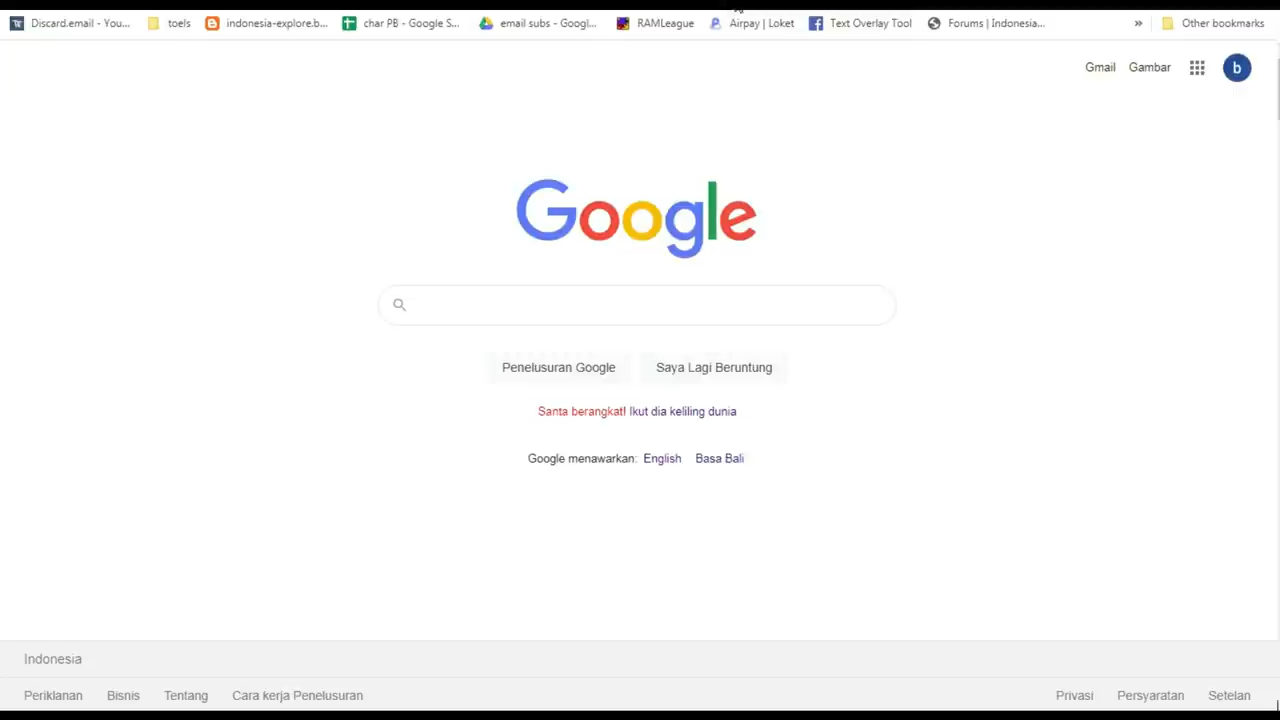 Discard.email - You... toels indonesia-explore.b... char PB - Google S... email subs - Googl... RAMLeague Airpay | Loket Text Overlay Tool Forums | Indonesia... » Other bookmarks
Gmail Gambar b
Google
Penelusuran Google Saya Lagi Beruntung
Santa berangkat! Ikut dia keliling dunia
Google menawarkan: English Basa Bali
Indonesia
Periklanan Bisnis Tentang Cara kerja Penelusuran Privasi Persyaratan Setelan